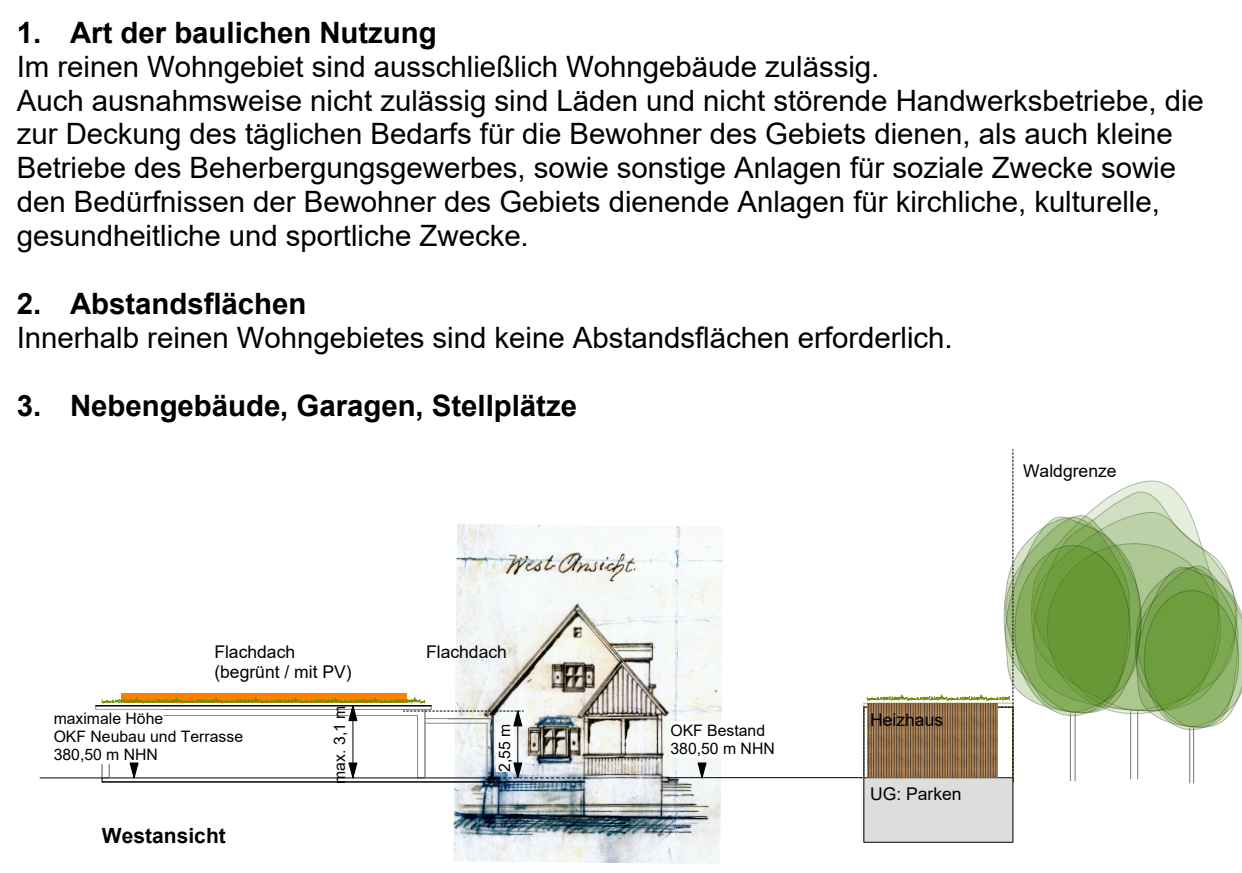 1. Art der baulichen Nutzung
Im reinen Wohngebiet sind ausschließlich Wohngebäude zulässig.
Auch ausnahmsweise nicht zulässig sind Läden und nicht störende Handwerksbetriebe, die
zur Deckung des täglichen Bedarfs für die Bewohner des Gebiets dienen, als auch kleine
Betriebe des Beherbergungsgewerbes, sowie sonstige Anlagen für soziale Zwecke sowie
den Bedürfnissen der Bewohner des Gebiets dienende Anlagen für kirchliche, kulturelle,
gesundheitliche und sportliche Zwecke.
2. Abstandsflächen
Innerhalb reinen Wohngebietes sind keine Abstandsflächen erforderlich.
3. Nebengebäude, Garagen, Stellplätze
Waldgrenze
West-Ansicht.
Flachdach
(begrünt / mit PV)
Flachdach
maximale Höhe
OKF Neubau und Terrasse
380,50 m NHN
max. 3,1 m
2,55 m
OKF Bestand
380,50 m NHN
Heizhaus
UG: Parken
Westansicht